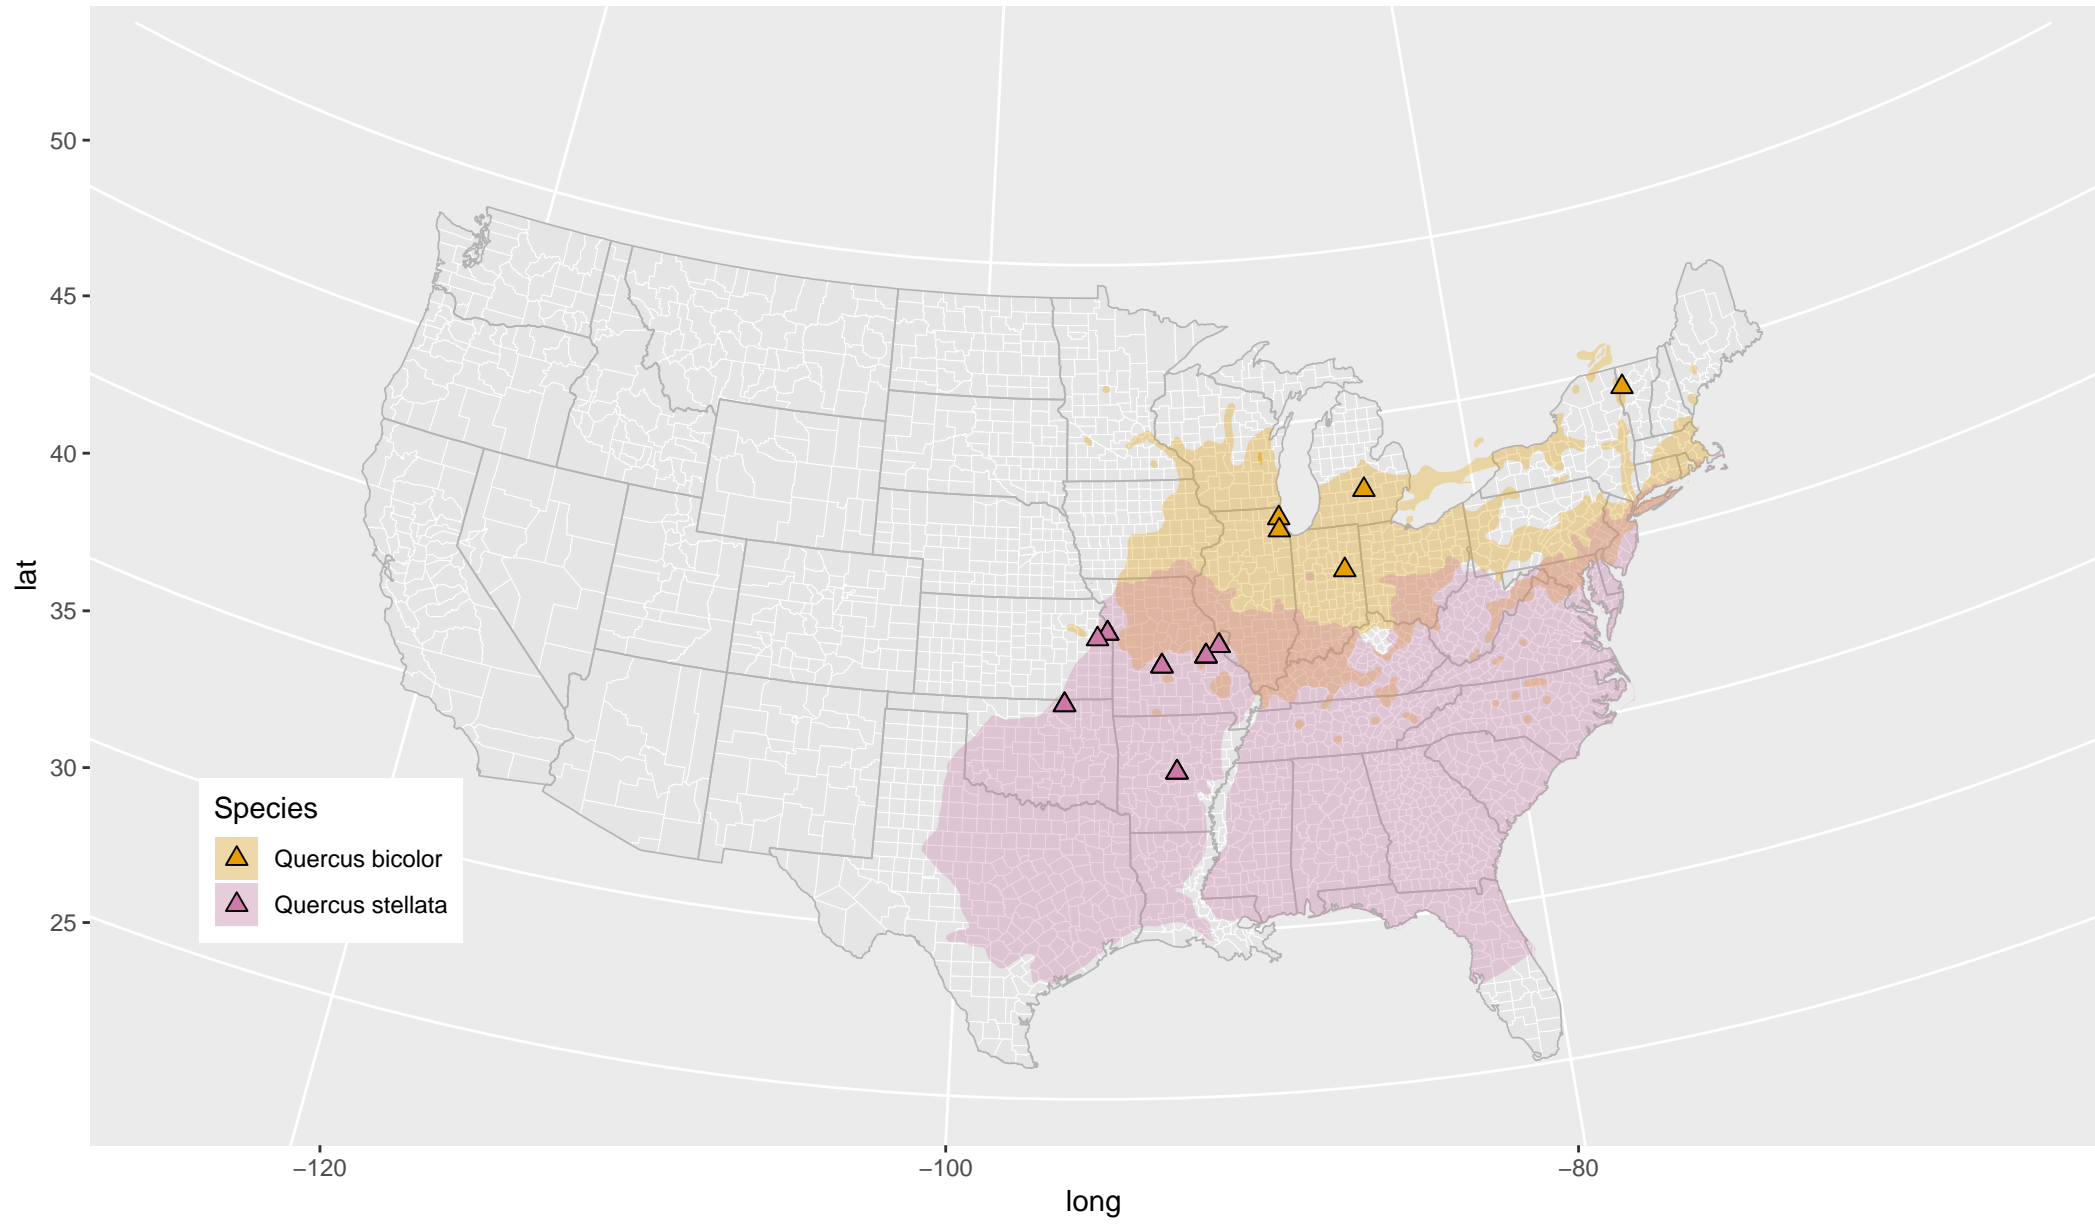 50
45
40
35
30
25
lat
Species
Quercus bicolor
Quercus stellata
−120
−100
−80
long